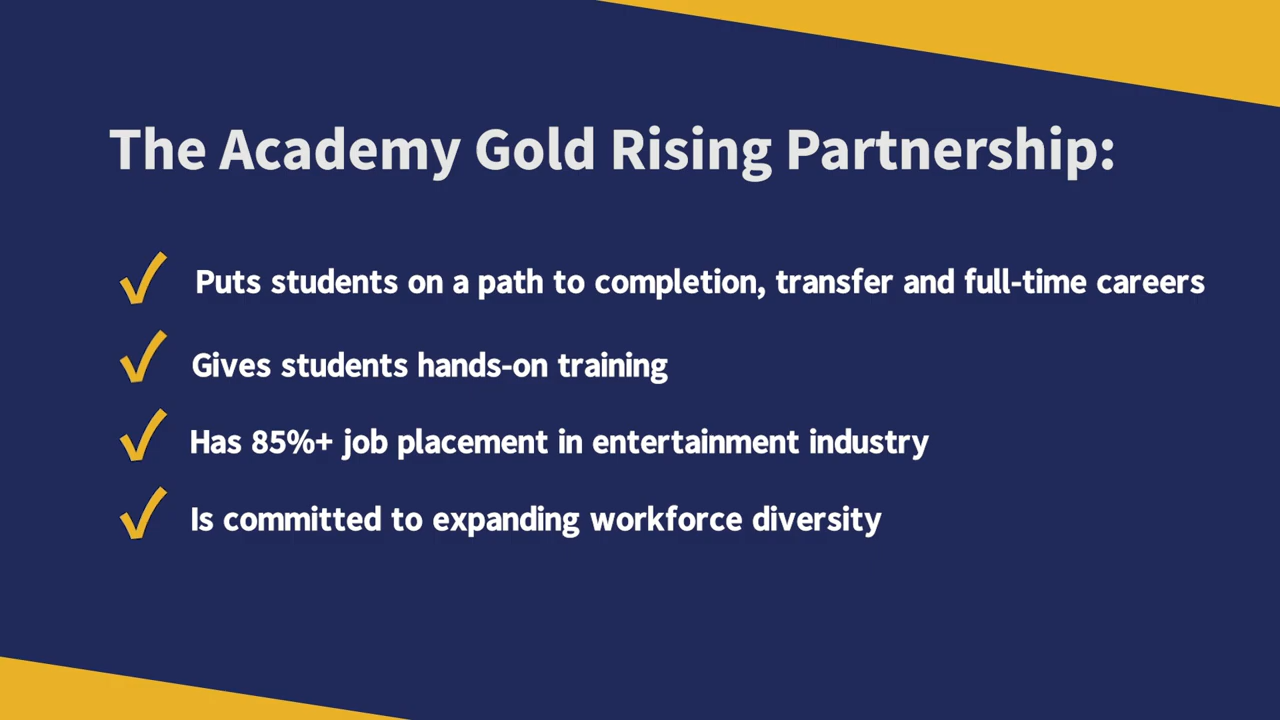 The Academy Gold Rising Partnership:
Puts students on a path to completion, transfer and full-time careers
Gives students hands-on training
Has 85%+ job placement in entertainment industry
Is committed to expanding workforce diversity